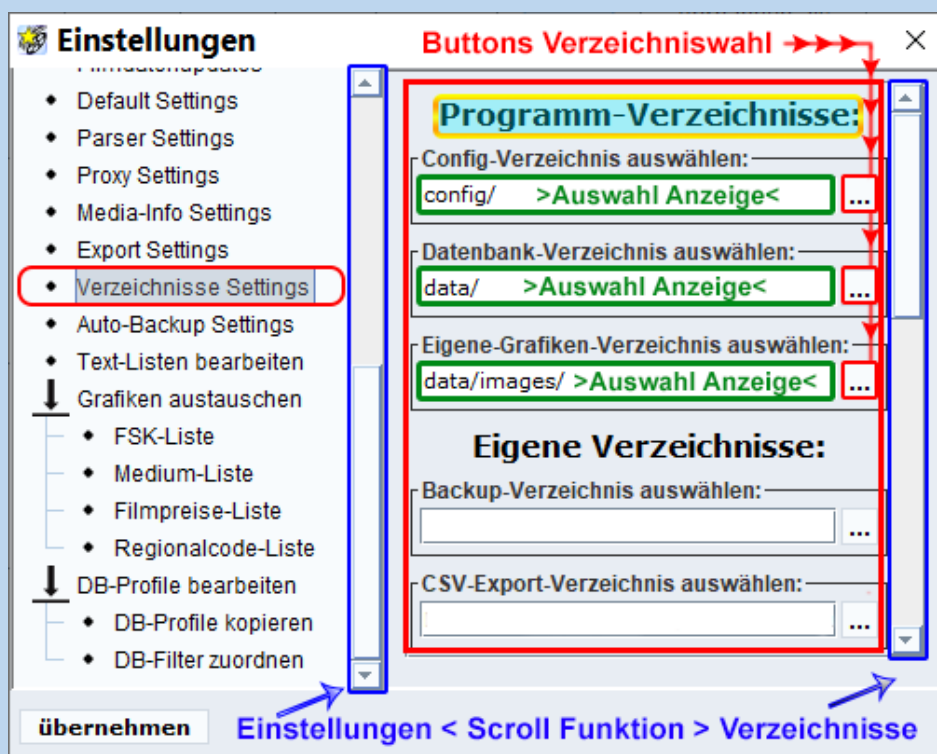 Einstellungen
Buttons Verzeichniswahl
Filmdatenupdates
Default Settings
Parser Settings
Proxy Settings
Media-Info Settings
Export Settings
Verzeichnisse Settings
Auto-Backup Settings
Text-Listen bearbeiten
Grafiken austauschen
FSK-Liste
Medium-Liste
Filmpreise-Liste
Regionalcode-Liste
DB-Profile bearbeiten
DB-Profile kopieren
DB-Filter zuordnen
Programm-Verzeichnisse:
Config-Verzeichnis auswählen:
config/ >Auswahl Anzeige< ...
Datenbank-Verzeichnis auswählen:
data/ >Auswahl Anzeige< ...
Eigene-Grafiken-Verzeichnis auswählen:
data/images/ >Auswahl Anzeige< ...
Eigene Verzeichnisse:
Backup-Verzeichnis auswählen:
...
CSV-Export-Verzeichnis auswählen:
...
übernehmen
Einstellungen < Scroll Funktion > Verzeichnisse